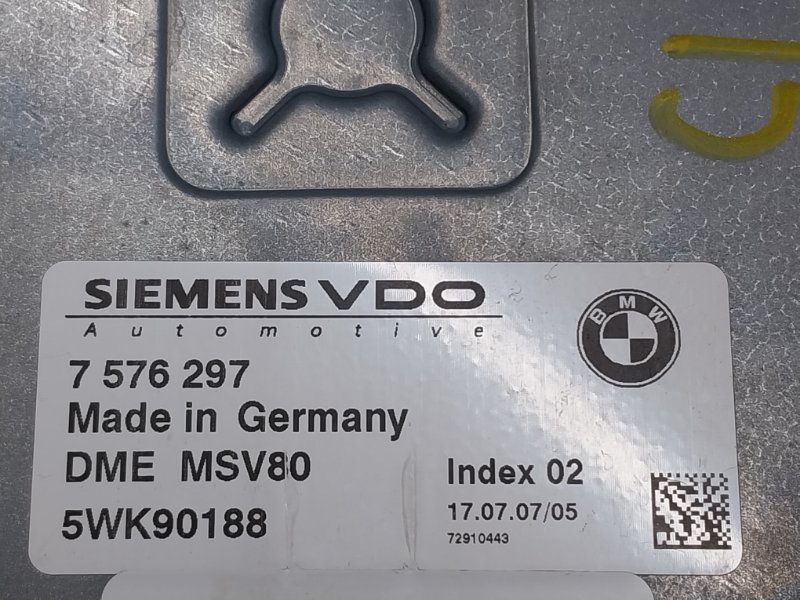 SIEMENS VDO
Automotive
BMW
7 576 297
Made in Germany
DME MSV80
5WK90188
Index 02
17.07.07/05
72910443